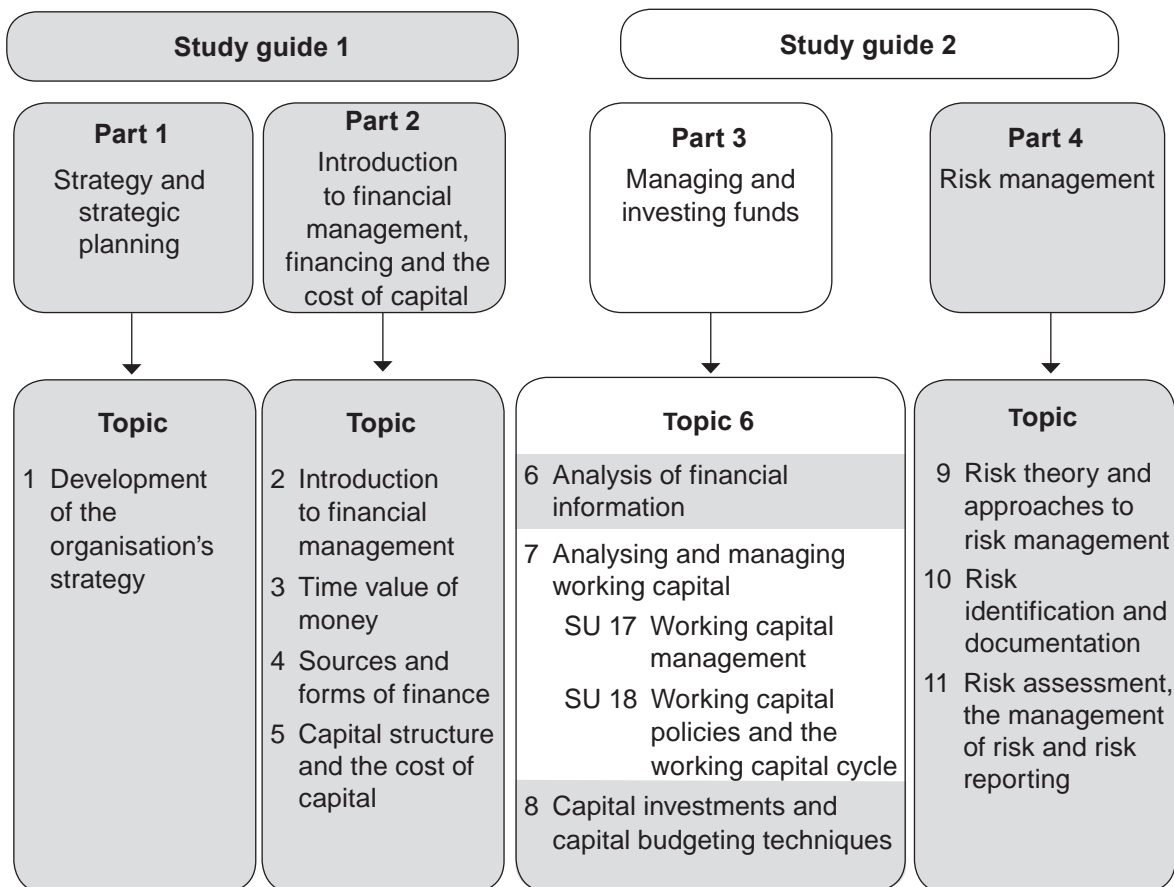 Study guide 1
Study guide 2
Part 1
Strategy and
strategic
planning
Part 2
Introduction
to financial
management,
financing and the
cost of capital
Part 3
Managing and
investing funds
Part 4
Risk management
Topic
1 Development
of the
organisation's
strategy
Topic
2 Introduction
to financial
management
3 Time value of
money
4 Sources and
forms of finance
5 Capital structure
and the cost of
capital
Topic 6
6 Analysis of financial
information
7 Analysing and managing
working capital
SU 17 Working capital
management
SU 18 Working capital
policies and the
working capital cycle
8 Capital investments and
capital budgeting techniques
Topic
9 Risk theory and
approaches to
risk management
10 Risk
identification and
documentation
11 Risk assessment,
the management
of risk and risk
reporting